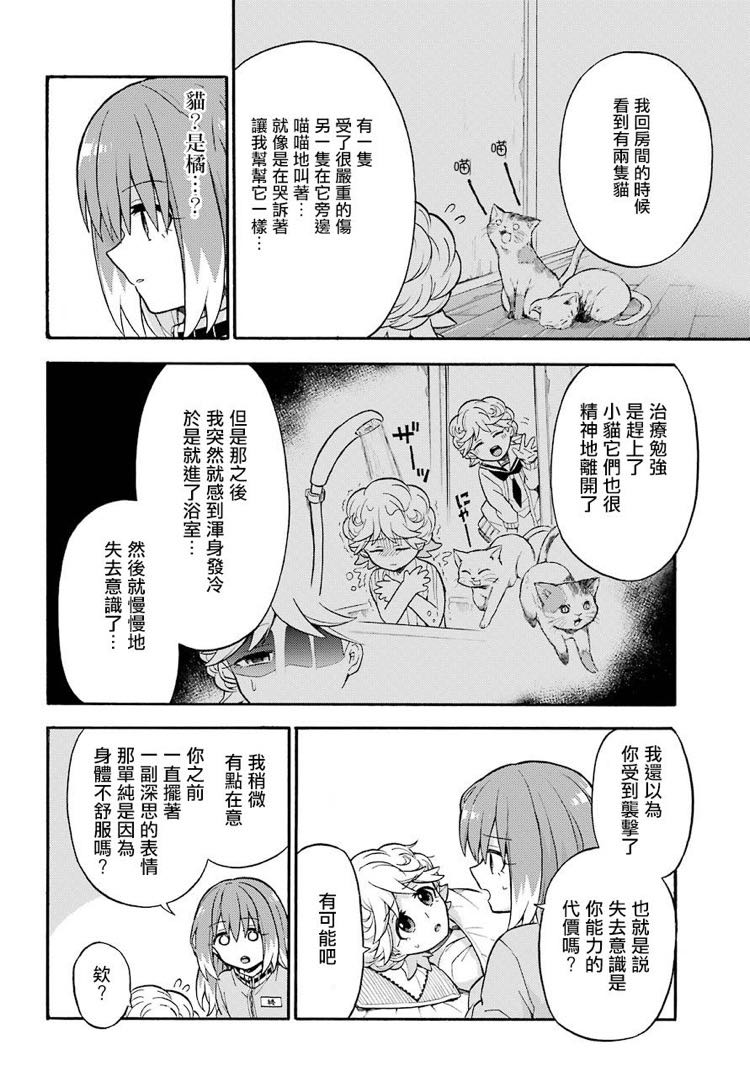 我回房間的時候
看到有兩隻貓
喵
喵
有一隻
受了很嚴重的傷
另一隻在它旁邊
喵喵地叫著…
就像是在哭訴著
讓我幫幫它一樣…
貓？是橘…？
治療勉強
是趕上了
小貓它們也很
精神地離開了
にゃーっ
ザーッ
但是那之後
我突然就感到渾身發冷
於是就進了浴室…
然後就慢慢地
失去意識了…
我還以為
你受到襲擊了
也就是說
失去意識是
你能力的
代價嗎？
有可能吧
我稍微
有點在意
你之前
一直擺著
一副深思的表情
那單純是因為
身體不舒服嗎？
欸？
終